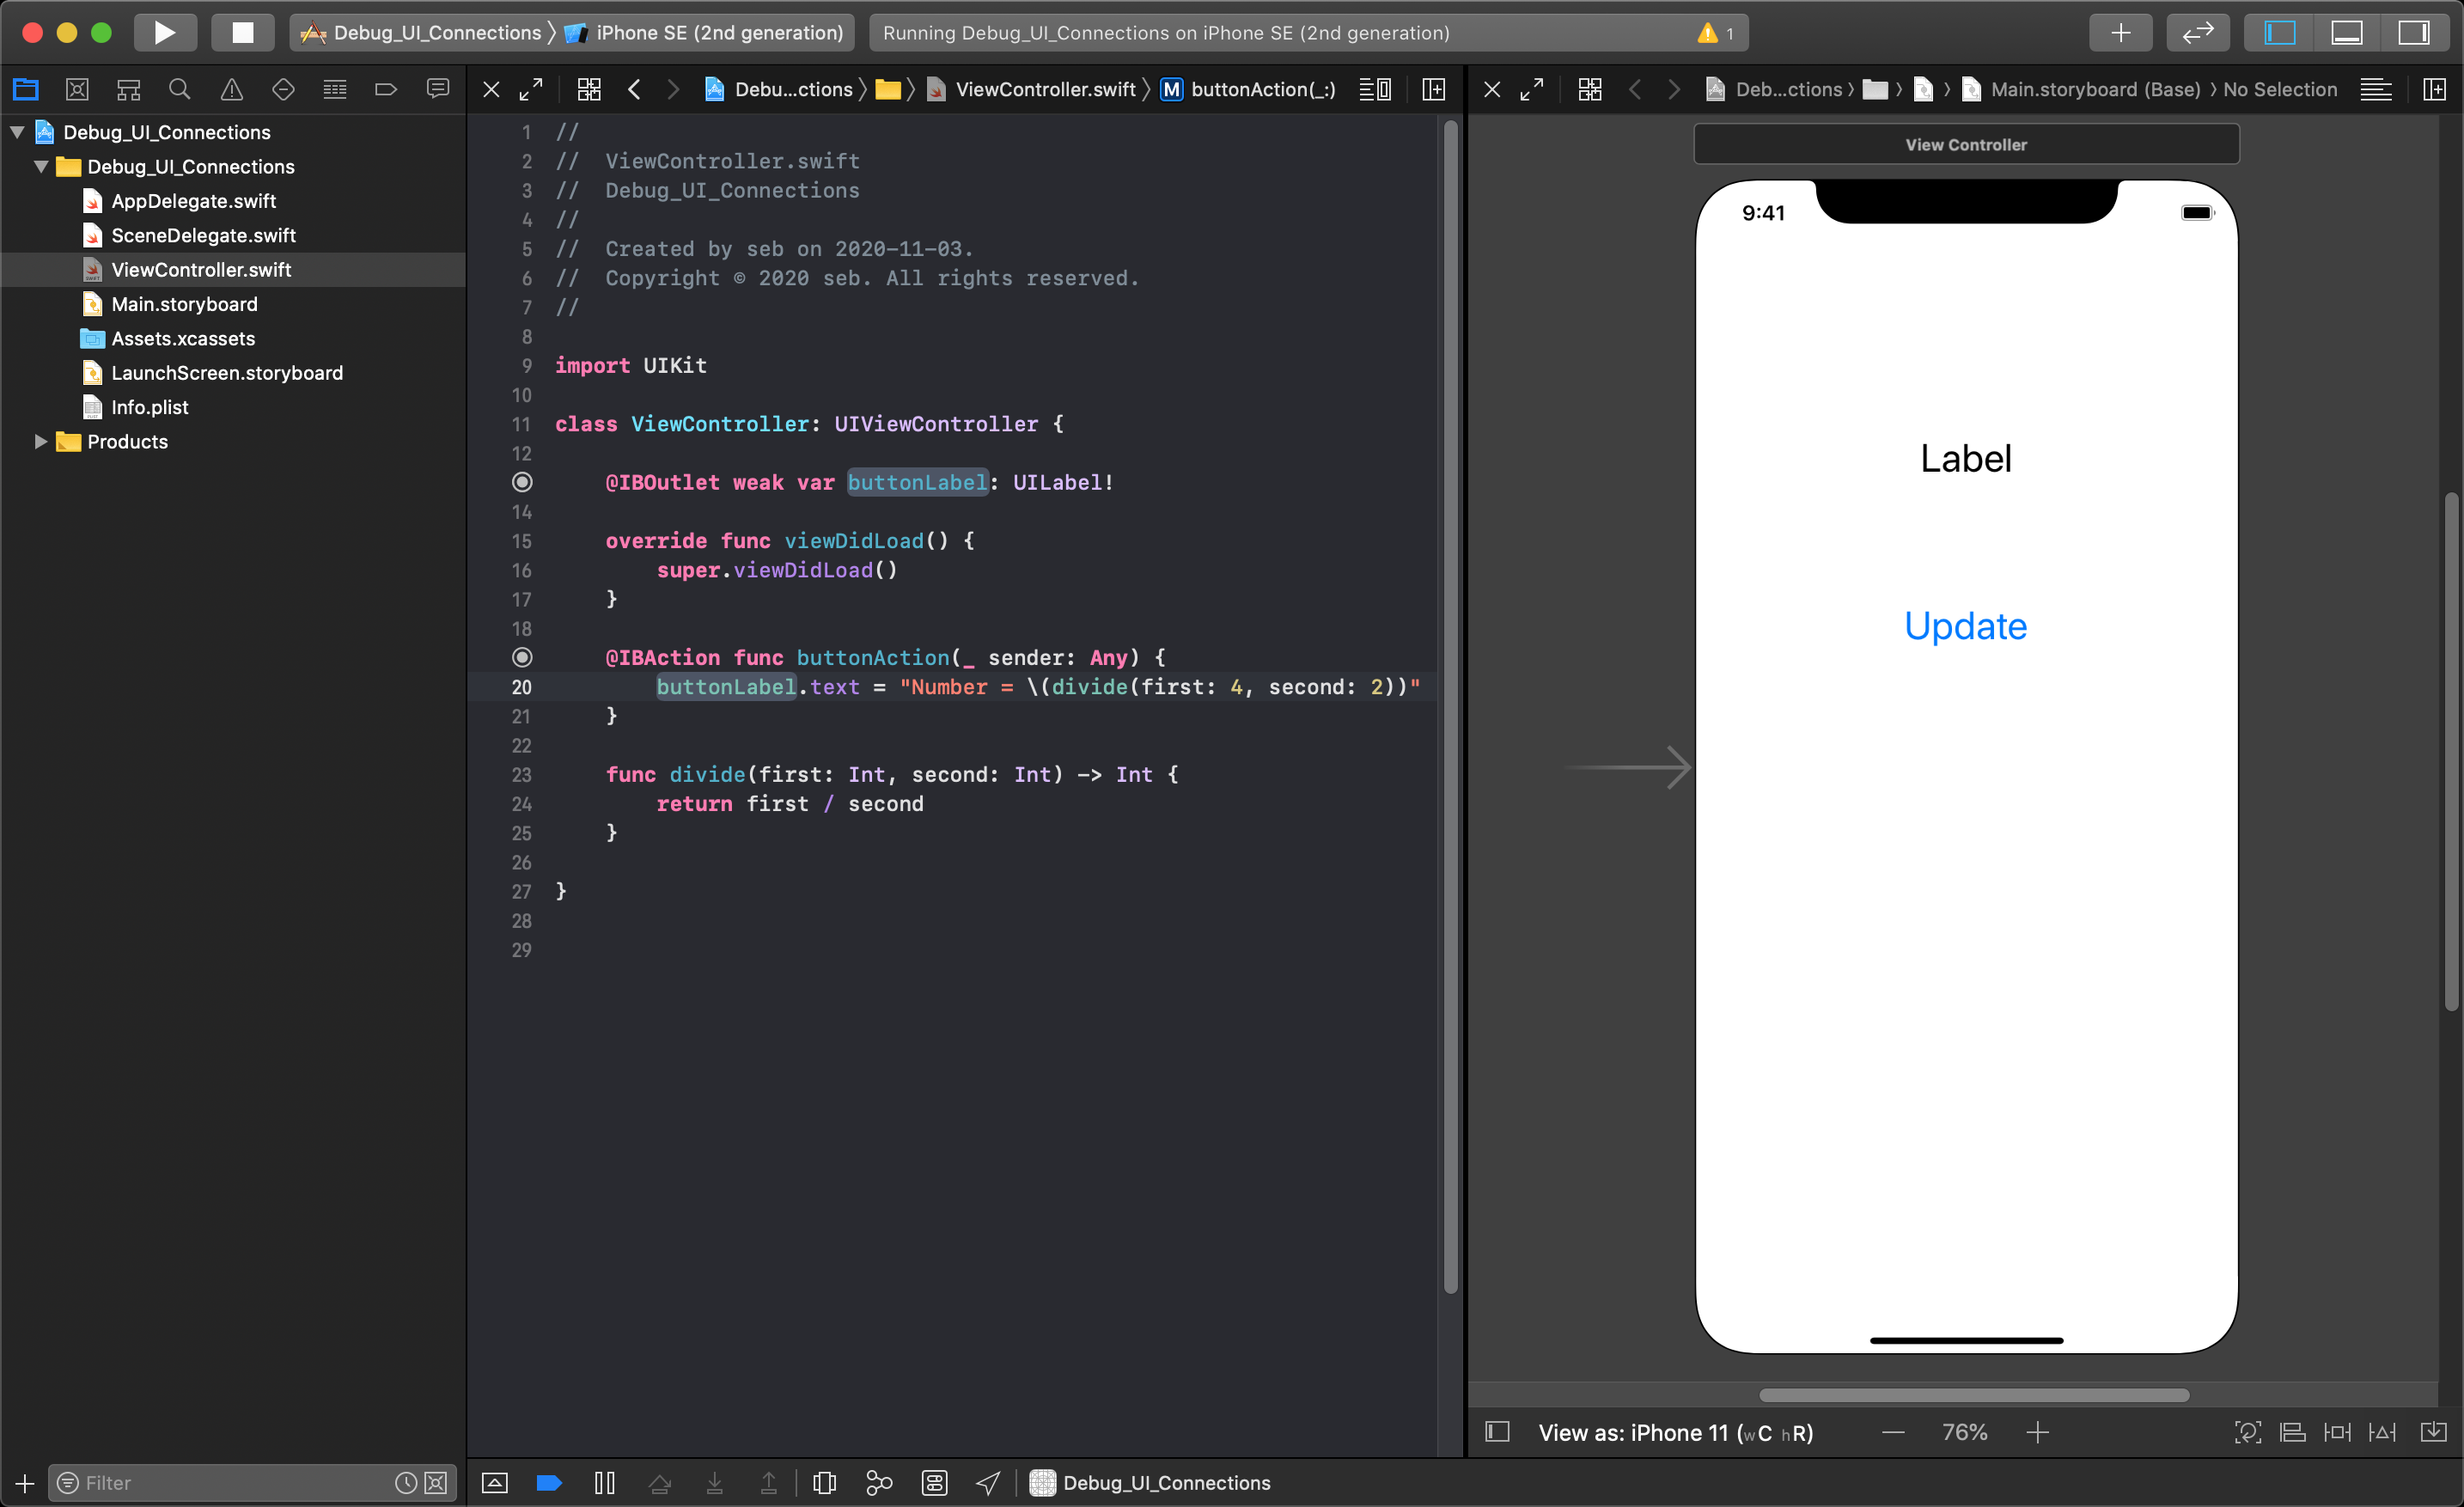 Debug_UI_Connections 〉 iPhone SE (2nd generation)
Running Debug_UI_Connections on iPhone SE (2nd generation)
1
Debug_UI_Connections
Debug_UI_Connections
AppDelegate.swift
SceneDelegate.swift
ViewController.swift
Main.storyboard
Assets.xcassets
LaunchScreen.storyboard
Info.plist
Products
Filter
Debu...ctions 〉 〉 ViewController.swift 〉 M buttonAction(_:)
1 //
2 //  ViewController.swift
3 //  Debug_UI_Connections
4 //
5 //  Created by seb on 2020-11-03.
6 //  Copyright © 2020 seb. All rights reserved.
7 //
8
9 import UIKit
10
11 class ViewController: UIViewController {
12
@IBOutlet weak var buttonLabel: UILabel!
14
15 override func viewDidLoad() {
16 super.viewDidLoad()
17 }
18
@IBAction func buttonAction(_ sender: Any) {
20 buttonLabel.text = "Number = \(divide(first: 4, second: 2))"
21 }
22
23 func divide(first: Int, second: Int) -> Int {
24 return first / second
25 }
26
27 }
28
29
Debug_UI_Connections
Deb...ctions 〉 〉 〉 Main.storyboard (Base) 〉 No Selection
View Controller
9:41
Label
Update
View as: iPhone 11 (wC hR)
76%